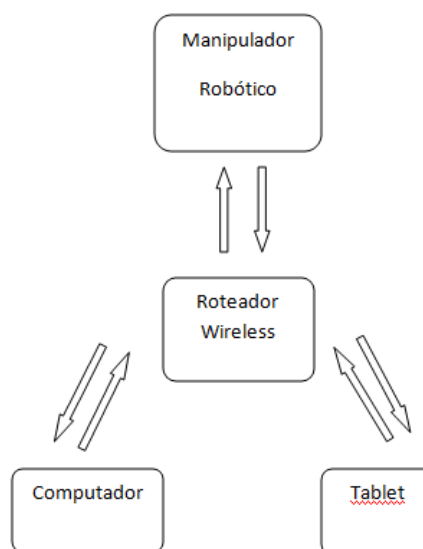 Manipulador
Robótico
Roteador
Wireless
Computador
Tablet